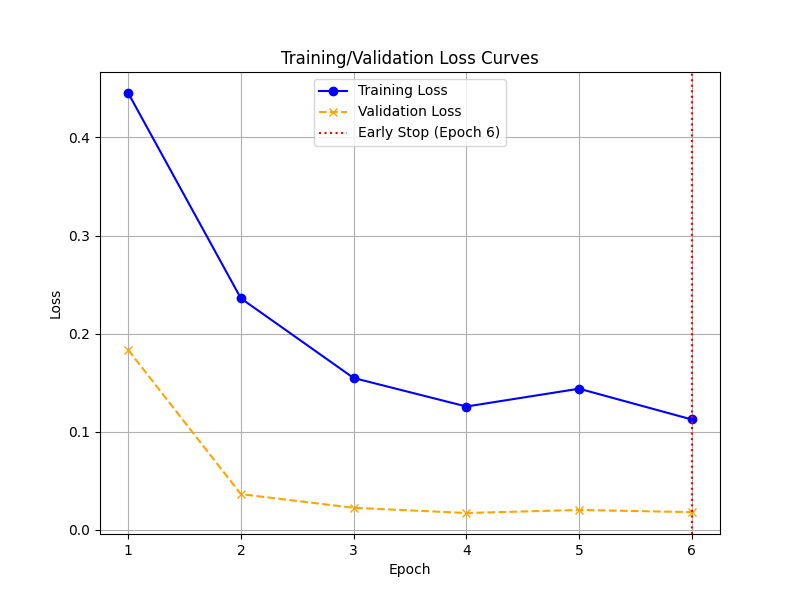 Training/Validation Loss Curves
Training Loss
Validation Loss
Early Stop (Epoch 6)
Loss
0.4
0.3
0.2
0.1
0.0
1 2 3 4 5 6
Epoch